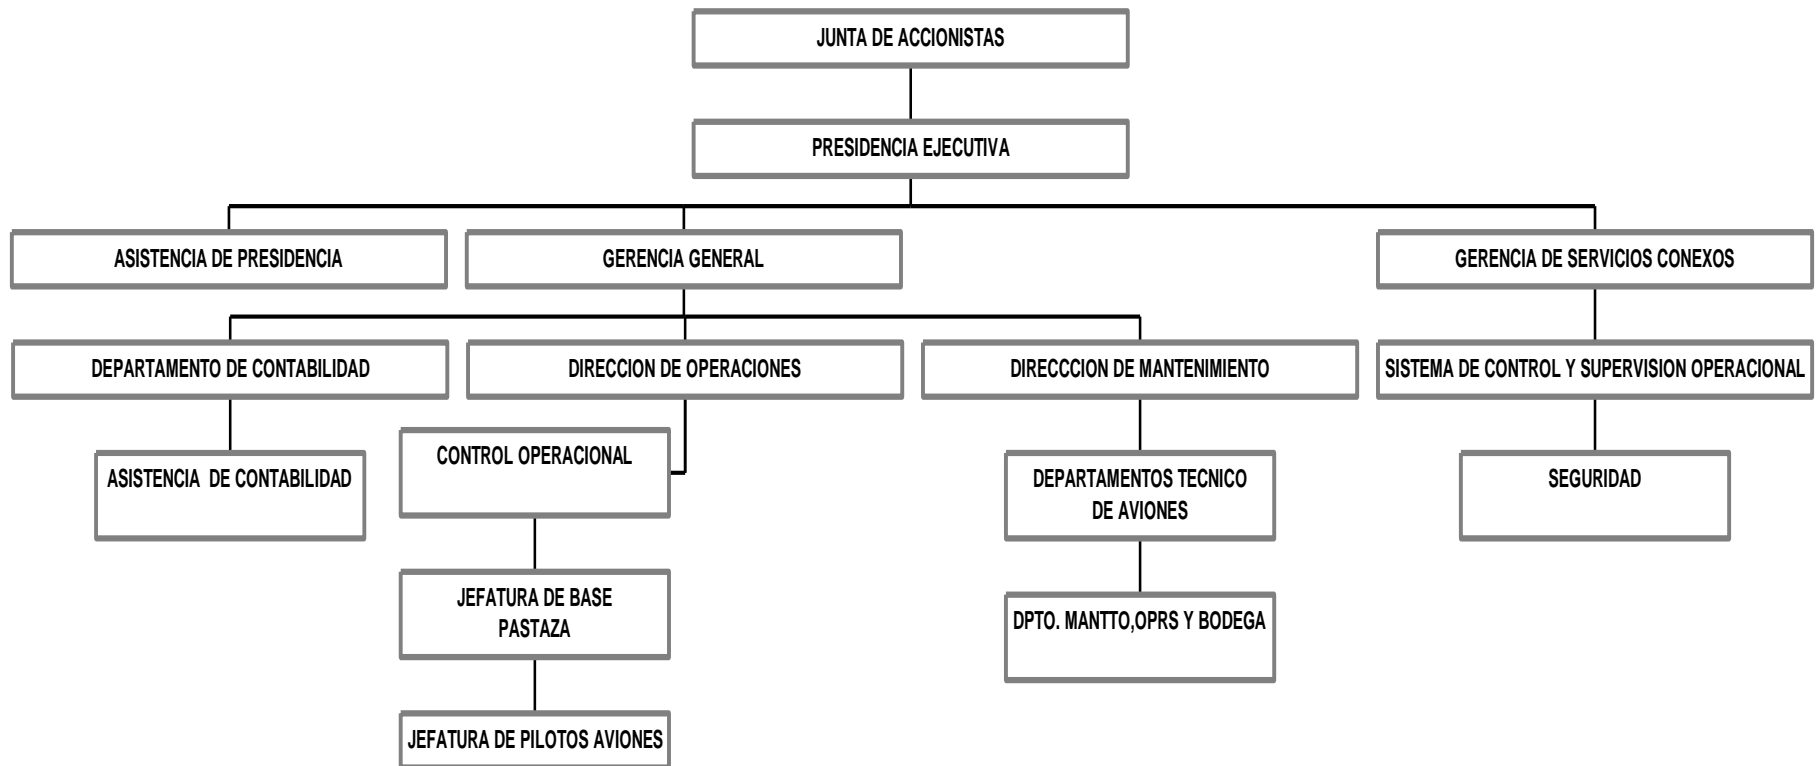 JUNTA DE ACCIONISTAS
PRESIDENCIA EJECUTIVA
ASISTENCIA DE PRESIDENCIA
GERENCIA GENERAL
GERENCIA DE SERVICIOS CONEXOS
DEPARTAMENTO DE CONTABILIDAD
DIRECCION DE OPERACIONES
DIRECCCION DE MANTENIMIENTO
SISTEMA DE CONTROL Y SUPERVISION OPERACIONAL
CONTROL OPERACIONAL
ASISTENCIA  DE CONTABILIDAD
DEPARTAMENTOS TECNICO
DE AVIONES
SEGURIDAD
JEFATURA DE BASE
PASTAZA
DPTO. MANTTO,OPRS Y BODEGA
JEFATURA DE PILOTOS AVIONES